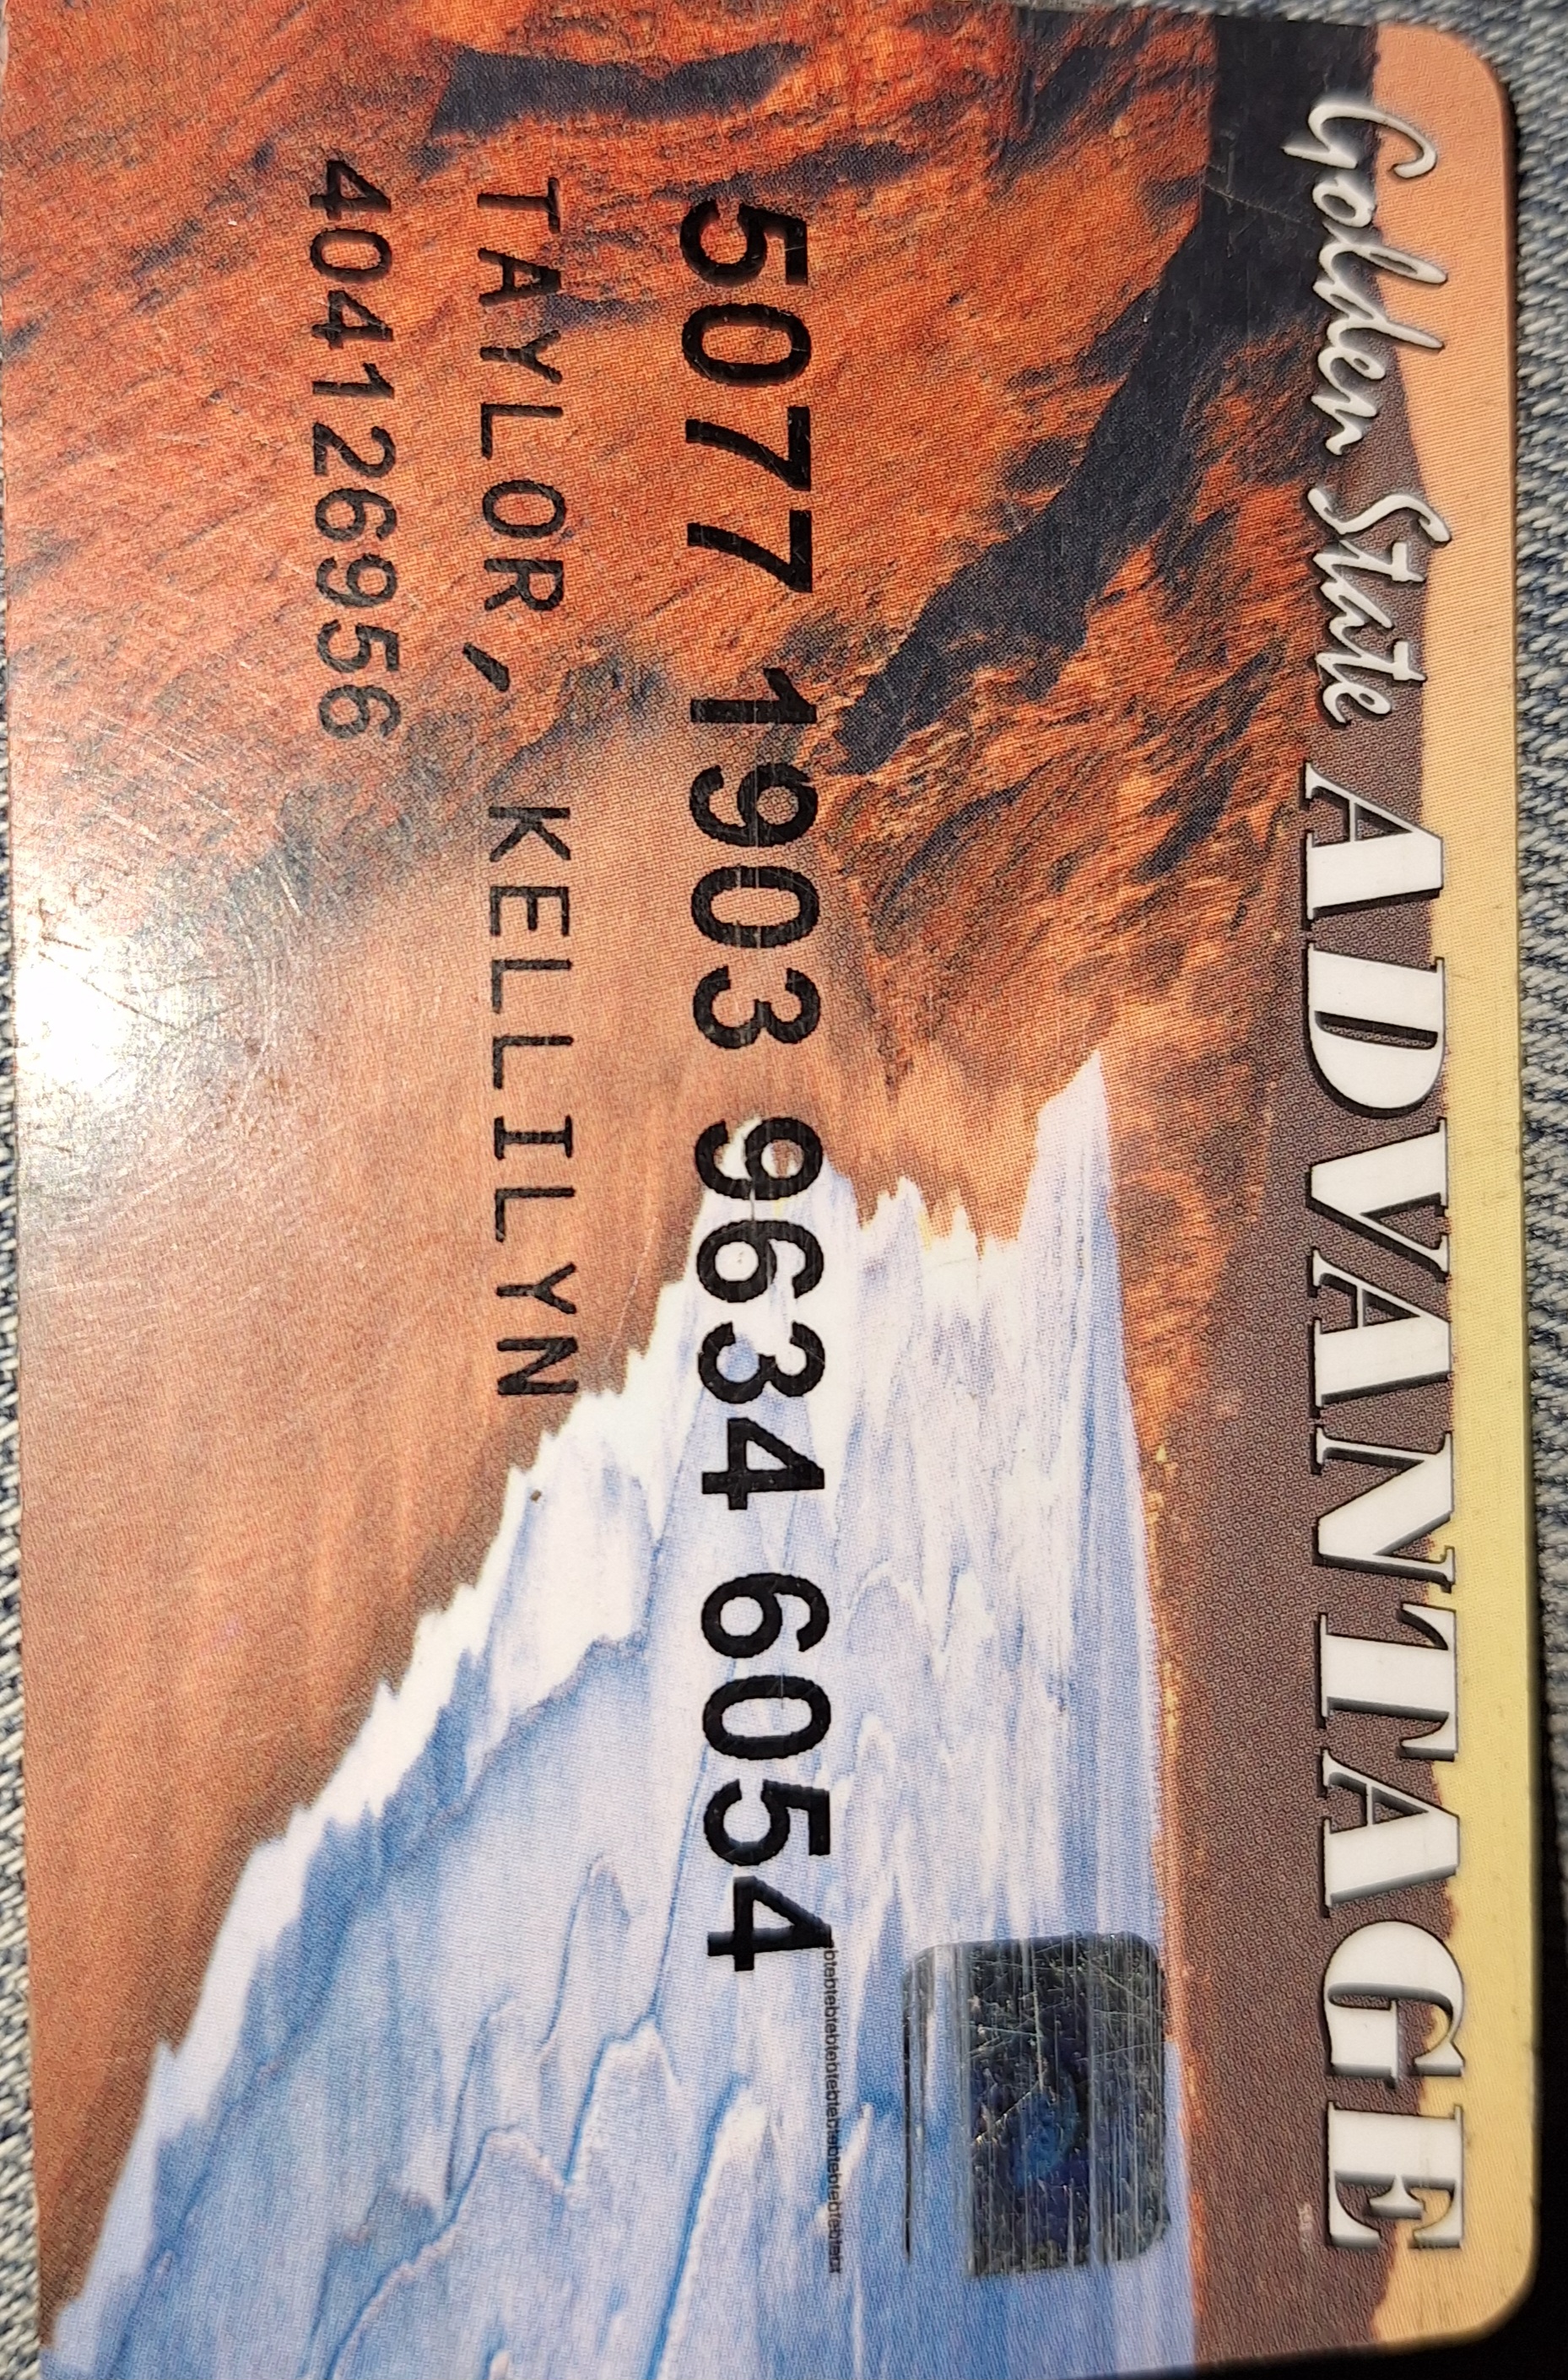 Golden State ADVANTAGE
5077 1903 9634 6054
TAYLOR, KELLILYN
404126956